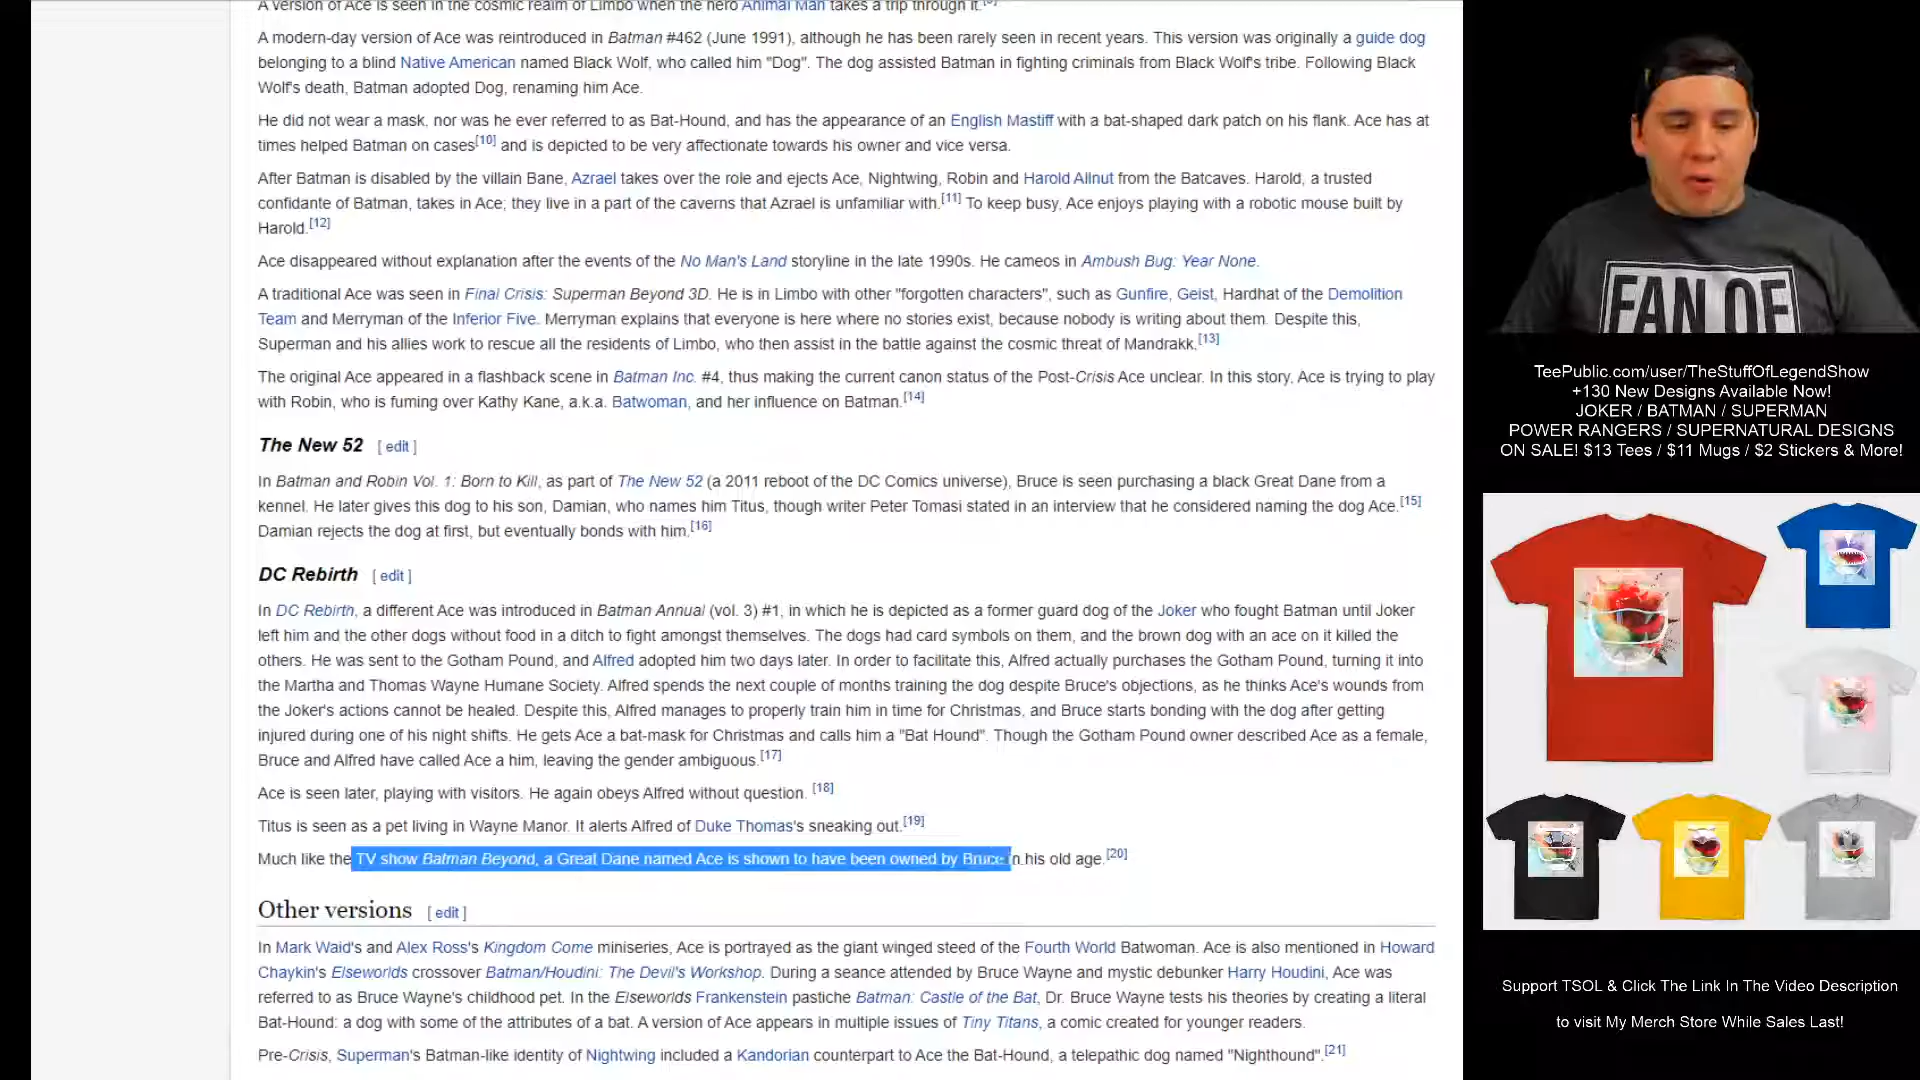 A version of Ace is seen in the cosmic realm of Limbo when the hero Animal Man takes a trip through it.
A modern-day version of Ace was reintroduced in Batman #462 (June 1991), although he has been rarely seen in recent years. This version was originally a guide dog
belonging to a blind Native American named Black Wolf, who called him "Dog". The dog assisted Batman in fighting criminals from Black Wolf's tribe. Following Black
Wolf's death, Batman adopted Dog, renaming him Ace.
He did not wear a mask, nor was he ever referred to as Bat-Hound, and has the appearance of an English Mastiff with a bat-shaped dark patch on his flank. Ace has at
times helped Batman on cases[10] and is depicted to be very affectionate towards his owner and vice versa.
After Batman is disabled by the villain Bane, Azrael takes over the role and ejects Ace, Nightwing, Robin and Harold Allnut from the Batcaves. Harold, a trusted
confidante of Batman, takes in Ace; they live in a part of the caverns that Azrael is unfamiliar with.[11] To keep busy, Ace enjoys playing with a robotic mouse built by
Harold.[12]
Ace disappeared without explanation after the events of the No Man's Land storyline in the late 1990s. He cameos in Ambush Bug: Year None.
A traditional Ace was seen in Final Crisis: Superman Beyond 3D. He is in Limbo with other "forgotten characters", such as Gunfire, Geist, Hardhat of the Demolition
Team and Merryman of the Inferior Five. Merryman explains that everyone is here where no stories exist, because nobody is writing about them. Despite this,
Superman and his allies work to rescue all the residents of Limbo, who then assist in the battle against the cosmic threat of Mandrakk.[13]
The original Ace appeared in a flashback scene in Batman Inc. #4, thus making the current canon status of the Post-Crisis Ace unclear. In this story, Ace is trying to play
with Robin, who is fuming over Kathy Kane, a.k.a. Batwoman, and her influence on Batman.[14]
The New 52 [ edit ]
In Batman and Robin Vol. 1: Born to Kill, as part of The New 52 (a 2011 reboot of the DC Comics universe), Bruce is seen purchasing a black Great Dane from a
kennel. He later gives this dog to his son, Damian, who names him Titus, though writer Peter Tomasi stated in an interview that he considered naming the dog Ace.[15]
Damian rejects the dog at first, but eventually bonds with him.[16]
DC Rebirth [ edit ]
In DC Rebirth, a different Ace was introduced in Batman Annual (vol. 3) #1, in which he is depicted as a former guard dog of the Joker who fought Batman until Joker
left him and the other dogs without food in a ditch to fight amongst themselves. The dogs had card symbols on them, and the brown dog with an ace on it killed the
others. He was sent to the Gotham Pound, and Alfred adopted him two days later. In order to facilitate this, Alfred actually purchases the Gotham Pound, turning it into
the Martha and Thomas Wayne Humane Society. Alfred spends the next couple of months training the dog despite Bruce's objections, as he thinks Ace's wounds from
the Joker's actions cannot be healed. Despite this, Alfred manages to properly train him in time for Christmas, and Bruce starts bonding with the dog after getting
injured during one of his night shifts. He gets Ace a bat-mask for Christmas and calls him a "Bat Hound". Though the Gotham Pound owner described Ace as a female,
Bruce and Alfred have called Ace a him, leaving the gender ambiguous.[17]
Ace is seen later, playing with visitors. He again obeys Alfred without question. [18]
Titus is seen as a pet living in Wayne Manor. It alerts Alfred of Duke Thomas's sneaking out.[19]
Much like the TV show Batman Beyond, a Great Dane named Ace is shown to have been owned by Bruce in his old age.[20]
Other versions [ edit ]
In Mark Waid's and Alex Ross's Kingdom Come miniseries, Ace is portrayed as the giant winged steed of the Fourth World Batwoman. Ace is also mentioned in Howard
Chaykin's Elseworlds crossover Batman/Houdini: The Devil's Workshop. During a seance attended by Bruce Wayne and mystic debunker Harry Houdini, Ace was
referred to as Bruce Wayne's childhood pet. In the Elseworlds Frankenstein pastiche Batman: Castle of the Bat, Dr. Bruce Wayne tests his theories by creating a literal
Bat-Hound: a dog with some of the attributes of a bat. A version of Ace appears in multiple issues of Tiny Titans, a comic created for younger readers.
Pre-Crisis, Superman's Batman-like identity of Nightwing included a Kandorian counterpart to Ace the Bat-Hound, a telepathic dog named "Nighthound".[21]
FAN OF
TeePublic.com/user/TheStuffOfLegendShow
+130 New Designs Available Now!
JOKER / BATMAN / SUPERMAN
POWER RANGERS / SUPERNATURAL DESIGNS
ON SALE! $13 Tees / $11 Mugs / $2 Stickers & More!
Support TSOL & Click The Link In The Video Description
to visit My Merch Store While Sales Last!